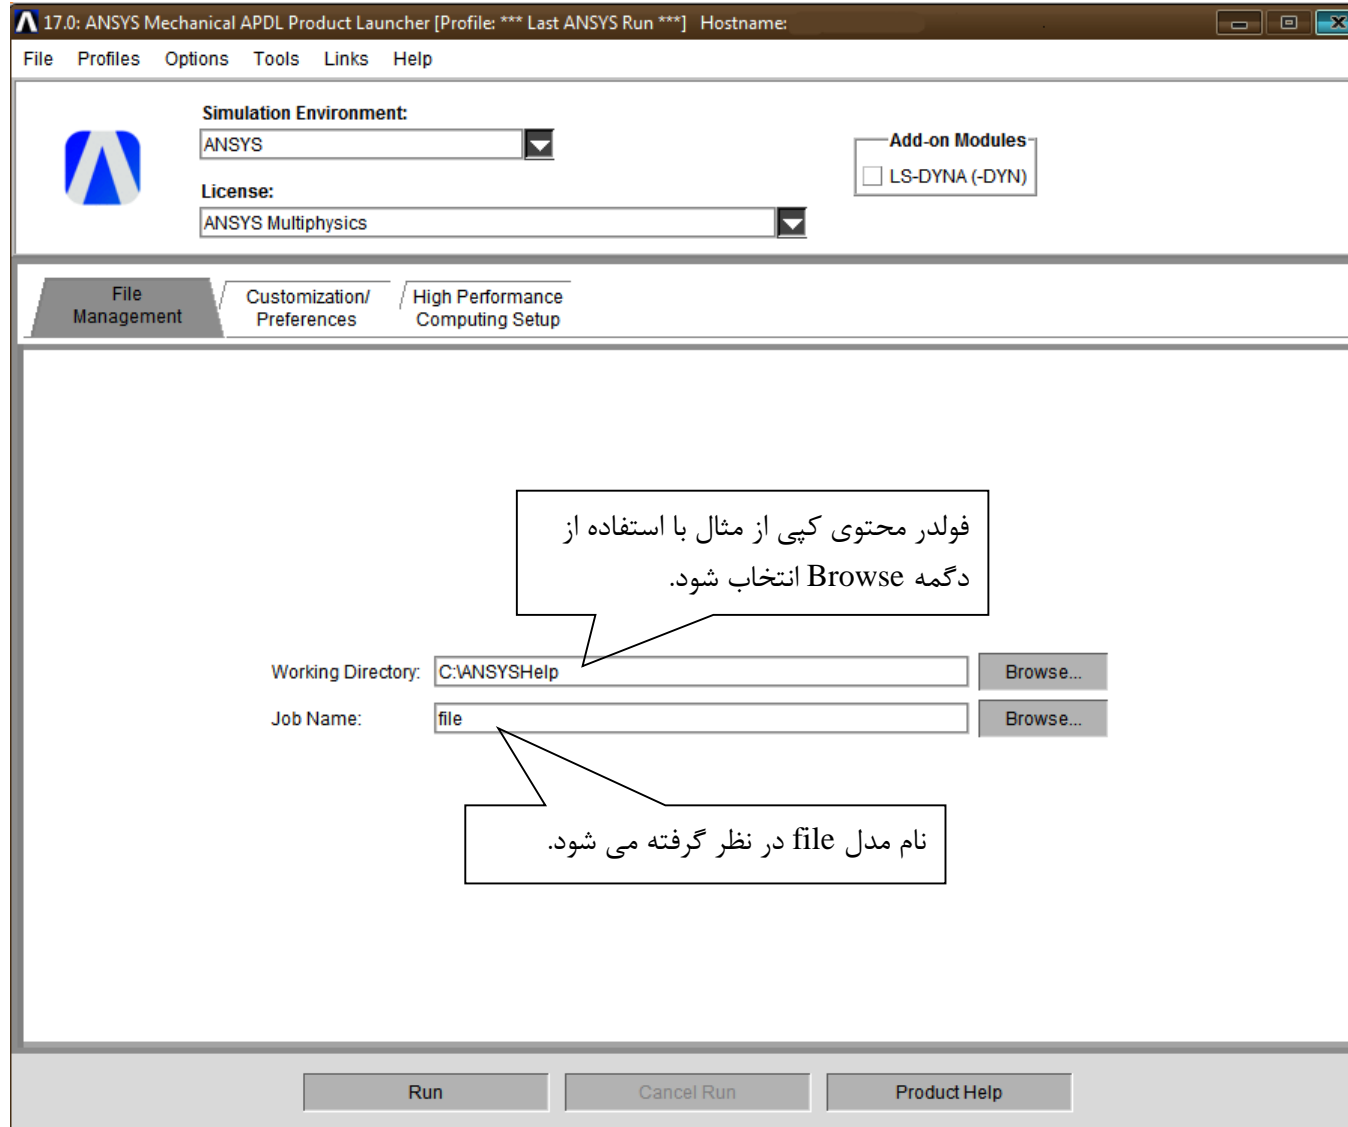 17.0: ANSYS Mechanical APDL Product Launcher [Profile: *** Last ANSYS Run ***] Hostname:
File Profiles Options Tools Links Help
Simulation Environment:
ANSYS
Add-on Modules
LS-DYNA (-DYN)
License:
ANSYS Multiphysics
File
Management
Customization/
Preferences
High Performance
Computing Setup
فولدر محتوی کپی از مثال با استفاده از
دگمه Browse انتخاب شود.
Working Directory: C:\ANSYSHelp Browse...
Job Name: file Browse...
نام مدل file در نظر گرفته می شود.
Run Cancel Run Product Help